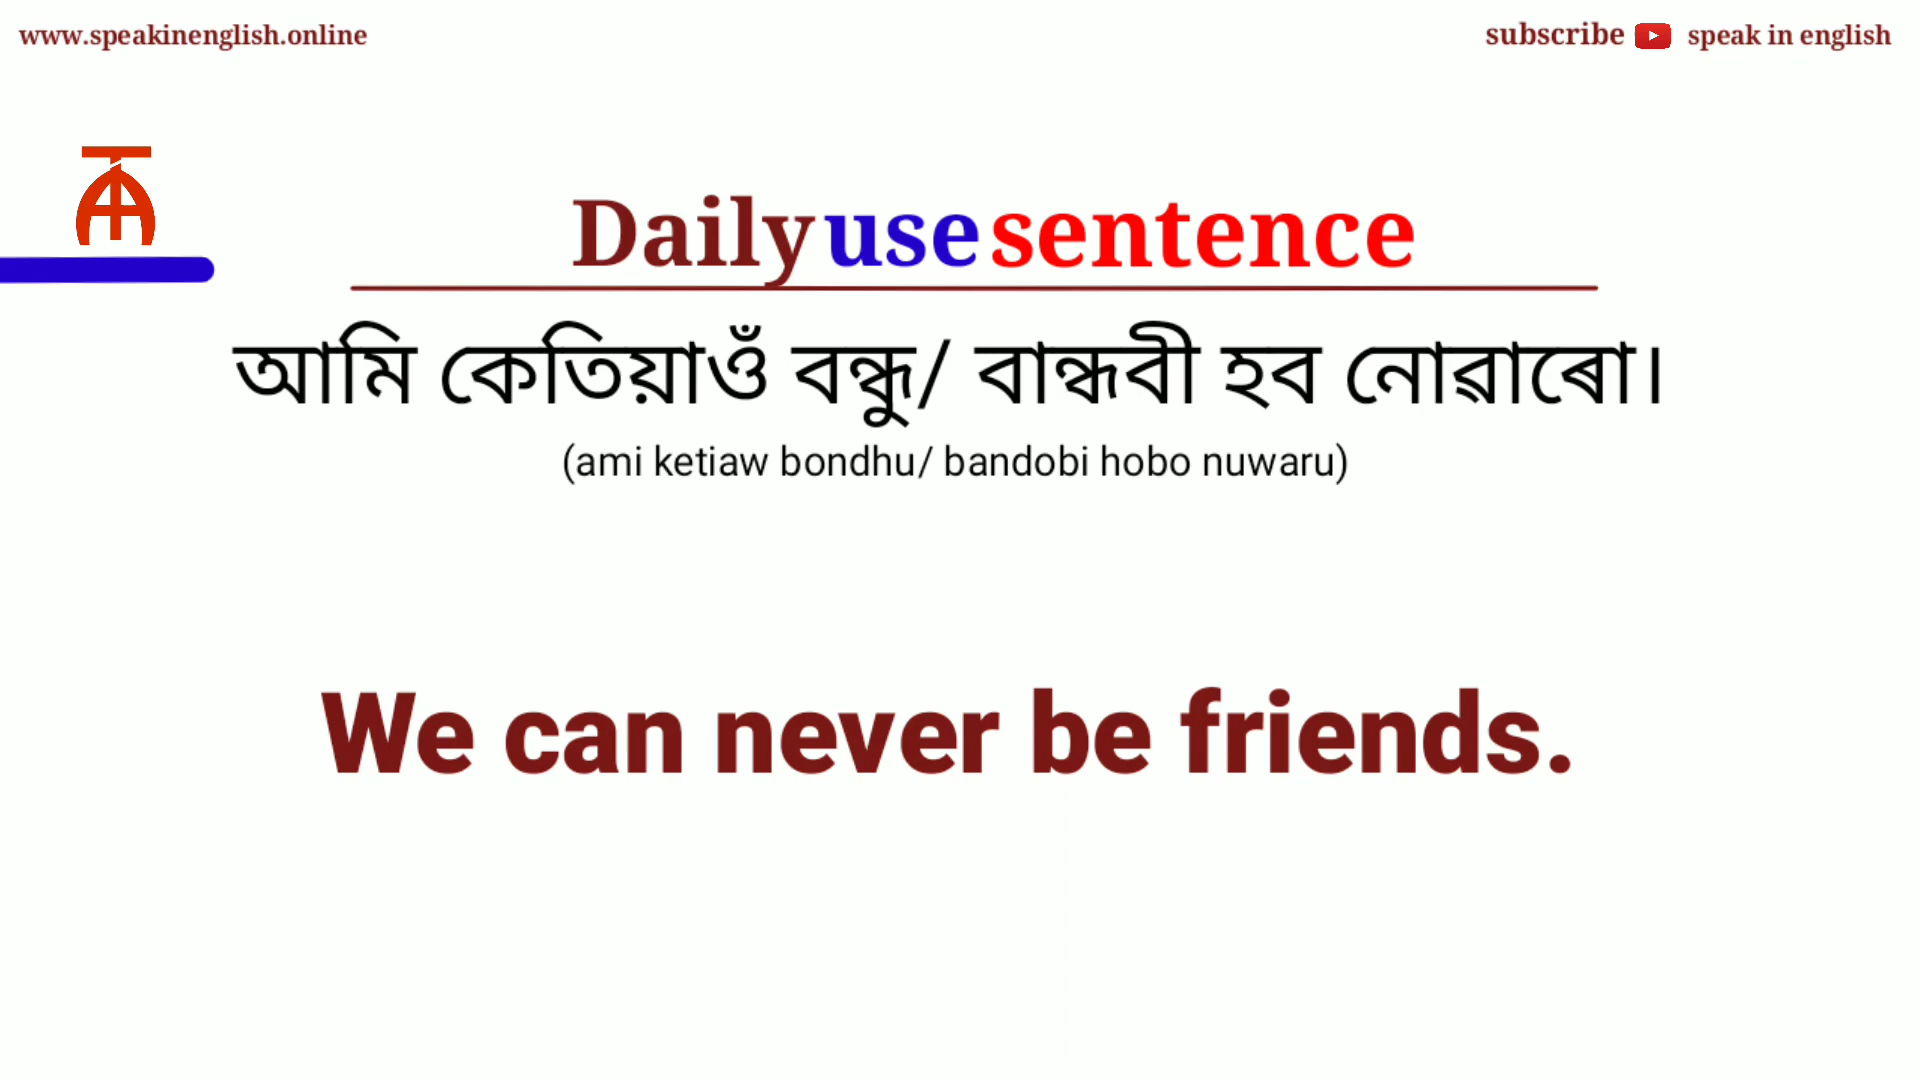 www.speakinenglish.online
subscribe speak in english
Daily use sentence
আমি কেতিয়াওঁ বন্ধু/ বান্ধবী হব নোৱাৰো।
(ami ketiaw bondhu/ bandobi hobo nuwaru)
We can never be friends.